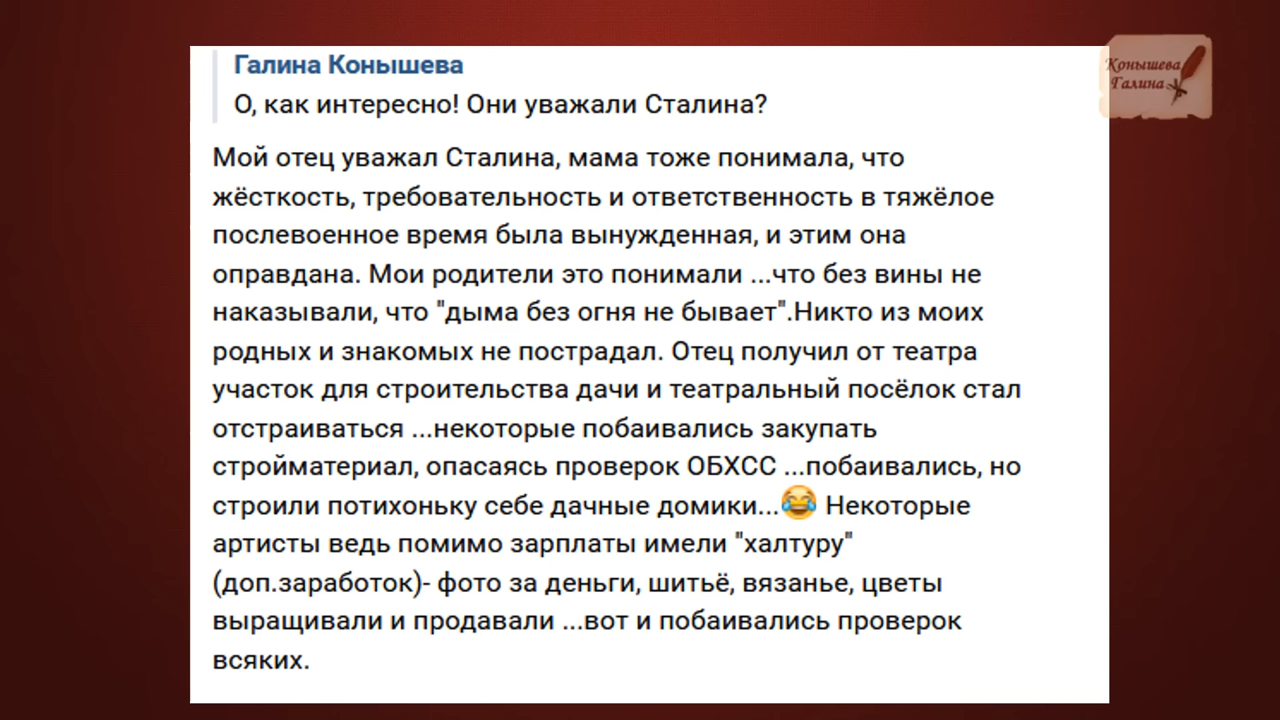 Галина Конышева
О, как интересно! Они уважали Сталина?
Конышева
Галина
Мой отец уважал Сталина, мама тоже понимала, что
жёсткость, требовательность и ответственность в тяжёлое
послевоенное время была вынужденная, и этим она
оправдана. Мои родители это понимали ...что без вины не
наказывали, что "дыма без огня не бывает".Никто из моих
родных и знакомых не пострадал. Отец получил от театра
участок для строительства дачи и театральный посёлок стал
отстраиваться ...некоторые побаивались закупать
стройматериал, опасаясь проверок ОБХСС ...побаивались, но
строили потихоньку себе дачные домики...😂 Некоторые
артисты ведь помимо зарплаты имели "халтуру"
(доп.заработок)- фото за деньги, шитьё, вязанье, цветы
выращивали и продавали ...вот и побаивались проверок
всяких.